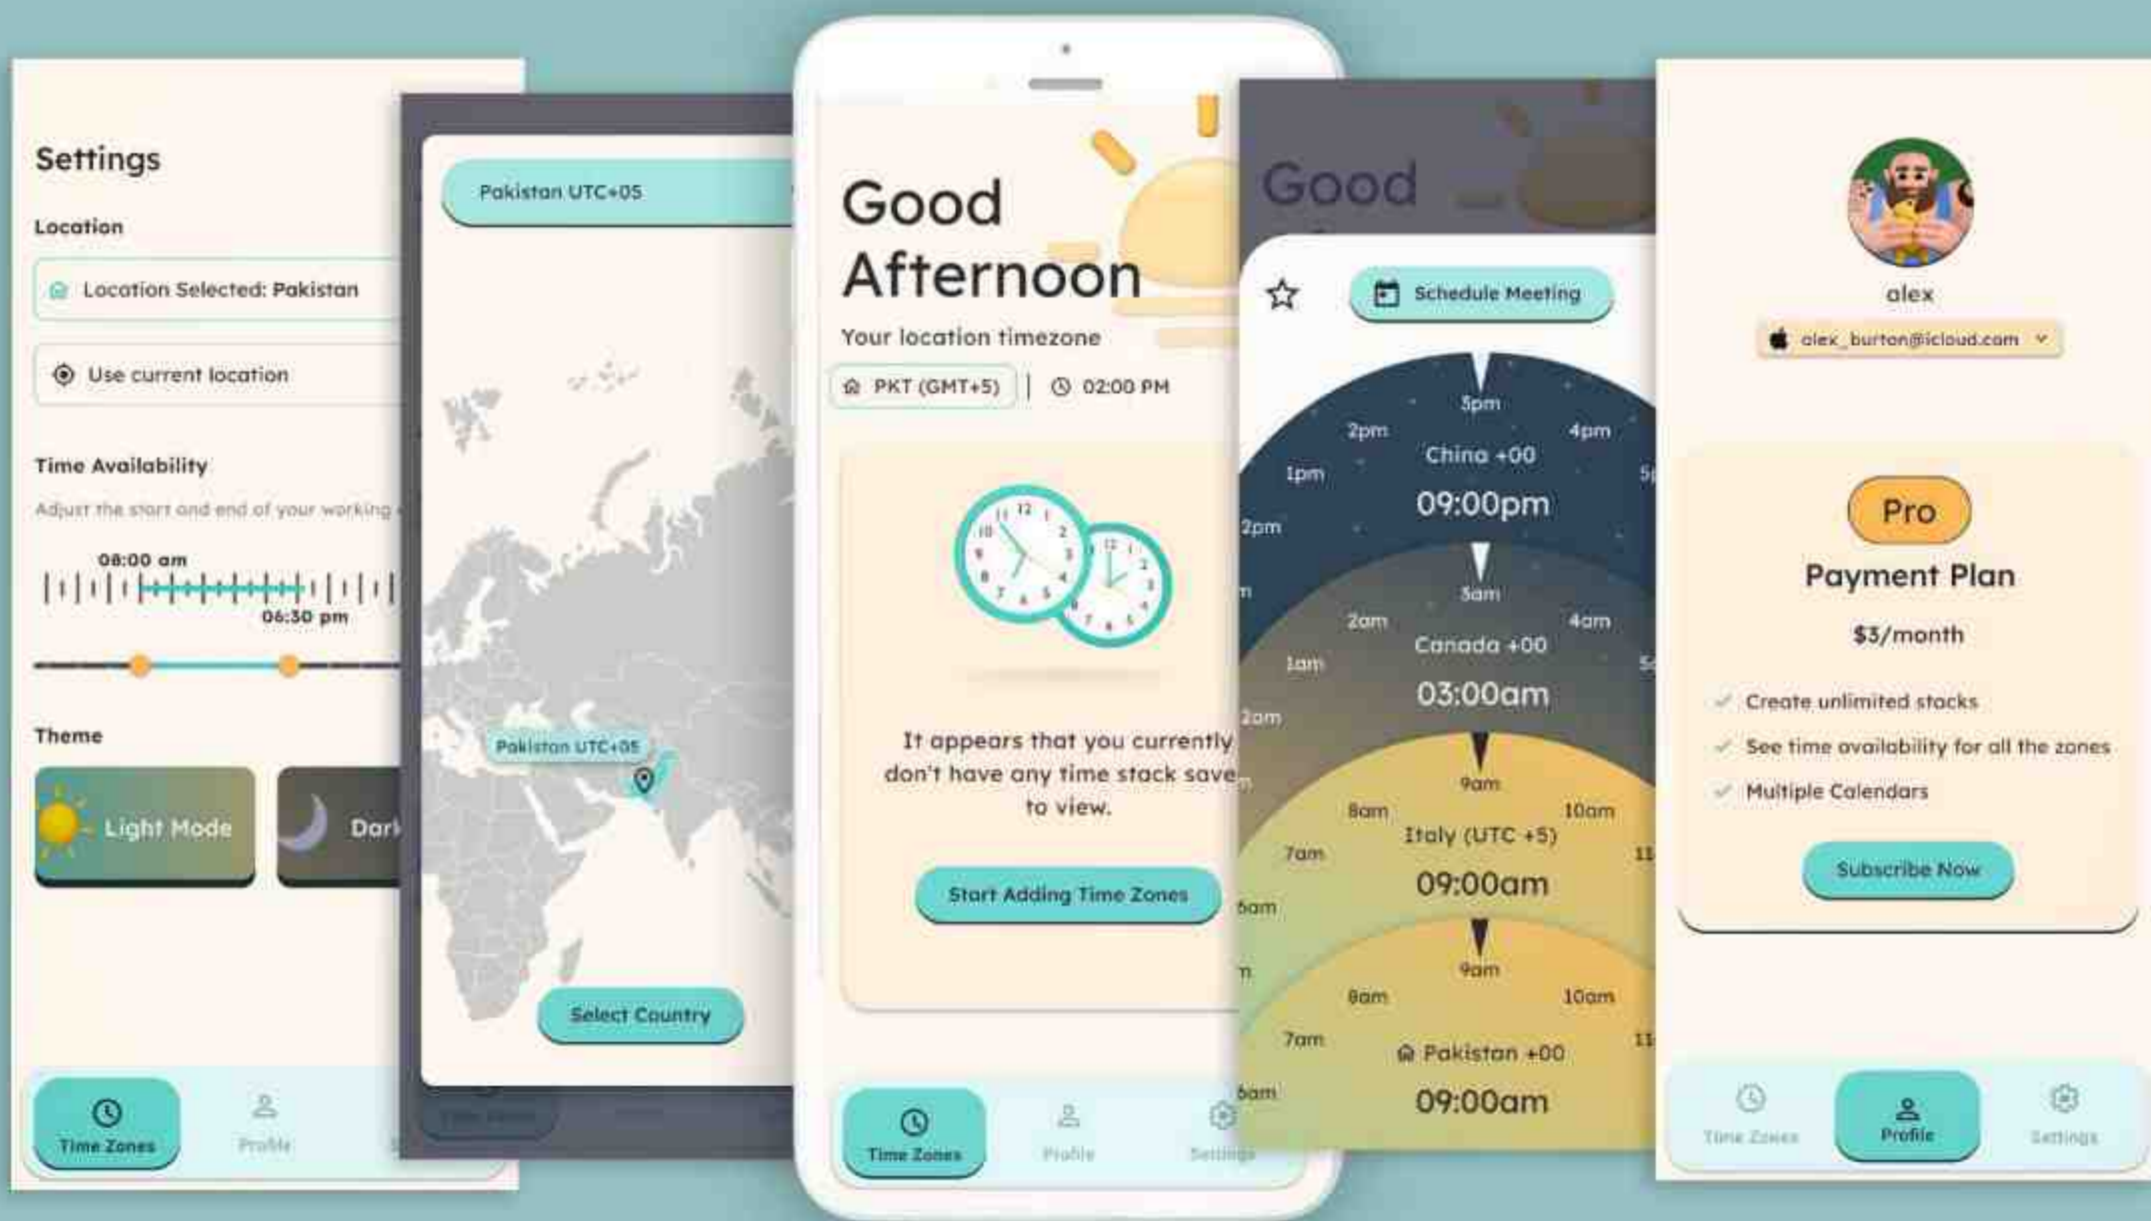 Settings
Location
Location Selected: Pakistan
Use current location
Time Availability
Adjust the start and end of your working
08:00 am
06:30 pm
Theme
Light Mode
Dark
Time Zones
Profile
Pakistan UTC+05
Pakistan UTC+05
Select Country
Good
Afternoon
Your location timezone
PKT (GMT+5)
02:00 PM
It appears that you currently
don't have any time stack save
to view.
Start Adding Time Zones
Time Zones
Profile
Settings
Good
Schedule Meeting
3pm
2pm
4pm
China +00
1pm
09:00pm
2pm
3am
2am
4am
Canada +00
1am
03:00am
2am
9am
8am
10am
Italy (UTC +5)
7am
11
09:00am
6am
9am
8am
10am
7am
11
Pakistan +00
6am
09:00am
alex
alex_burton@icloud.com
Pro
Payment Plan
$3/month
Create unlimited stacks
See time availability for all the zones
Multiple Calendars
Subscribe Now
Time Zones
Profile
Settings